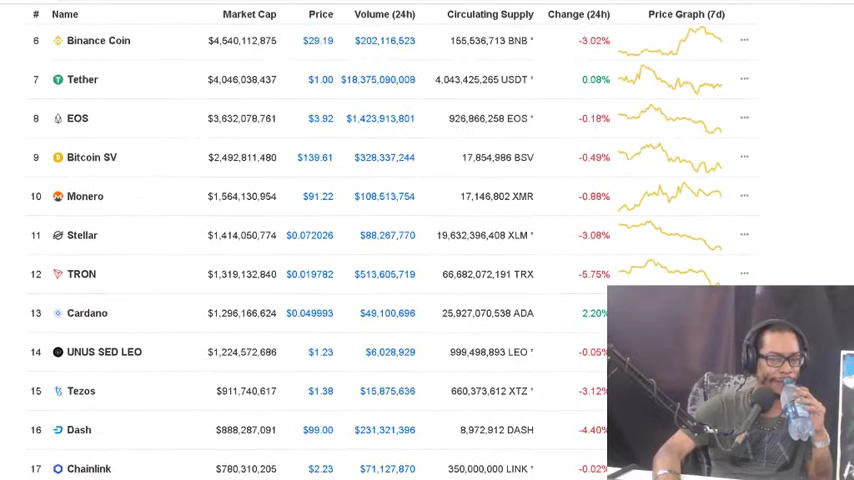 # Name Market Cap Price Volume (24h) Circulating Supply Change (24h) Price Graph (7d)
6 Binance Coin $4,540,112,875 $29.19 $202,116,523 155,536,713 BNB * -3.02%
7 Tether $4,046,038,437 $1.00 $18,375,090,008 4,043,425,265 USDT * 0.08%
8 EOS $3,632,078,761 $3.92 $1,423,913,801 926,866,258 EOS * -0.18%
9 Bitcoin SV $2,492,811,480 $139.61 $328,337,244 17,854,986 BSV -0.49%
10 Monero $1,564,130,954 $91.22 $108,513,754 17,146,802 XMR -0.88%
11 Stellar $1,414,050,774 $0.072026 $88,267,770 19,632,396,408 XLM * -3.08%
12 TRON $1,319,132,840 $0.019782 $513,605,719 66,682,072,191 TRX -5.75%
13 Cardano $1,296,166,624 $0.049993 $49,100,696 25,927,070,538 ADA 2.20%
14 UNUS SED LEO $1,224,572,686 $1.23 $6,028,929 999,498,893 LEO * -0.05%
15 Tezos $911,740,617 $1.38 $15,875,636 660,373,612 XTZ * -3.12%
16 Dash $888,287,091 $99.00 $231,321,396 8,972,912 DASH -4.40%
17 Chainlink $780,310,205 $2.23 $71,127,870 350,000,000 LINK * -0.02%